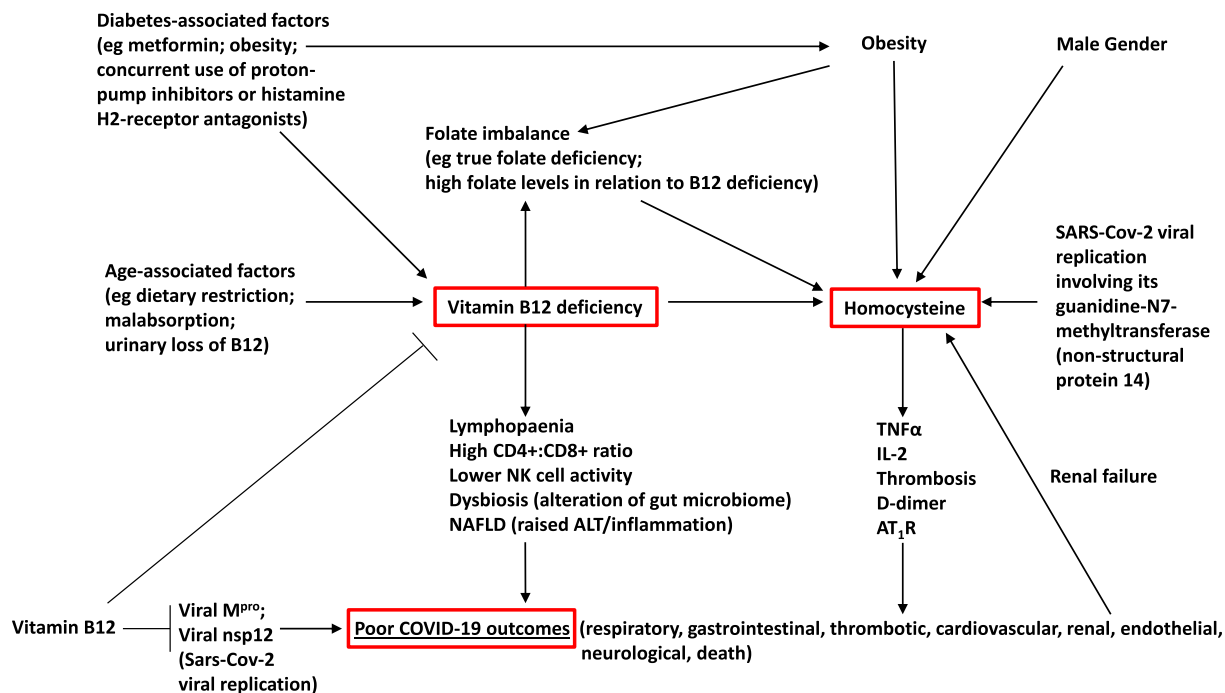 Diabetes-associated factors
(eg metformin; obesity;
concurrent use of proton-
pump inhibitors or histamine
H2-receptor antagonists)
Obesity
Male Gender
Folate imbalance
(eg true folate deficiency;
high folate levels in relation to B12 deficiency)
Age-associated factors
(eg dietary restriction;
malabsorption;
urinary loss of B12)
Vitamin B12 deficiency
Homocysteine
SARS-Cov-2 viral
replication
involving its
guanidine-N7-
methyltransferase
(non-structural
protein 14)
Lymphopaenia
High CD4+:CD8+ ratio
Lower NK cell activity
Dysbiosis (alteration of gut microbiome)
NAFLD (raised ALT/inflammation)
TNFα
IL-2
Thrombosis
D-dimer
AT₁R
Renal failure
Vitamin B12
Viral Mᵖʳᵒ;
Viral nsp12
(Sars-Cov-2
viral replication)
Poor COVID-19 outcomes (respiratory, gastrointestinal, thrombotic, cardiovascular, renal, endothelial,
neurological, death)